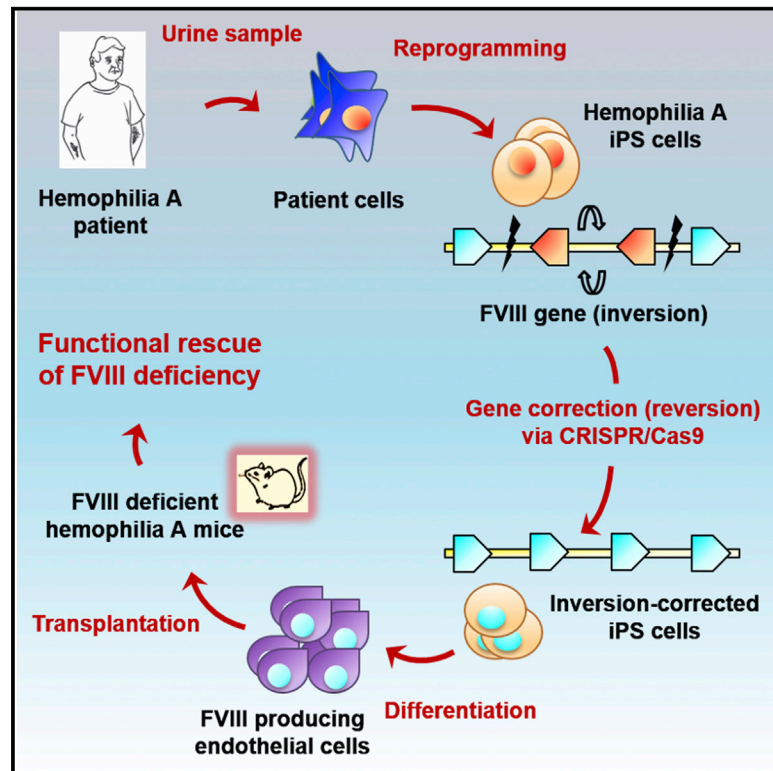 Urine sample
Reprogramming
Hemophilia A
patient
Patient cells
Hemophilia A
iPS cells
FVIII gene (inversion)
Gene correction (reversion)
via CRISPR/Cas9
Inversion-corrected
iPS cells
Differentiation
FVIII producing
endothelial cells
Transplantation
FVIII deficient
hemophilia A mice
Functional rescue
of FVIII deficiency